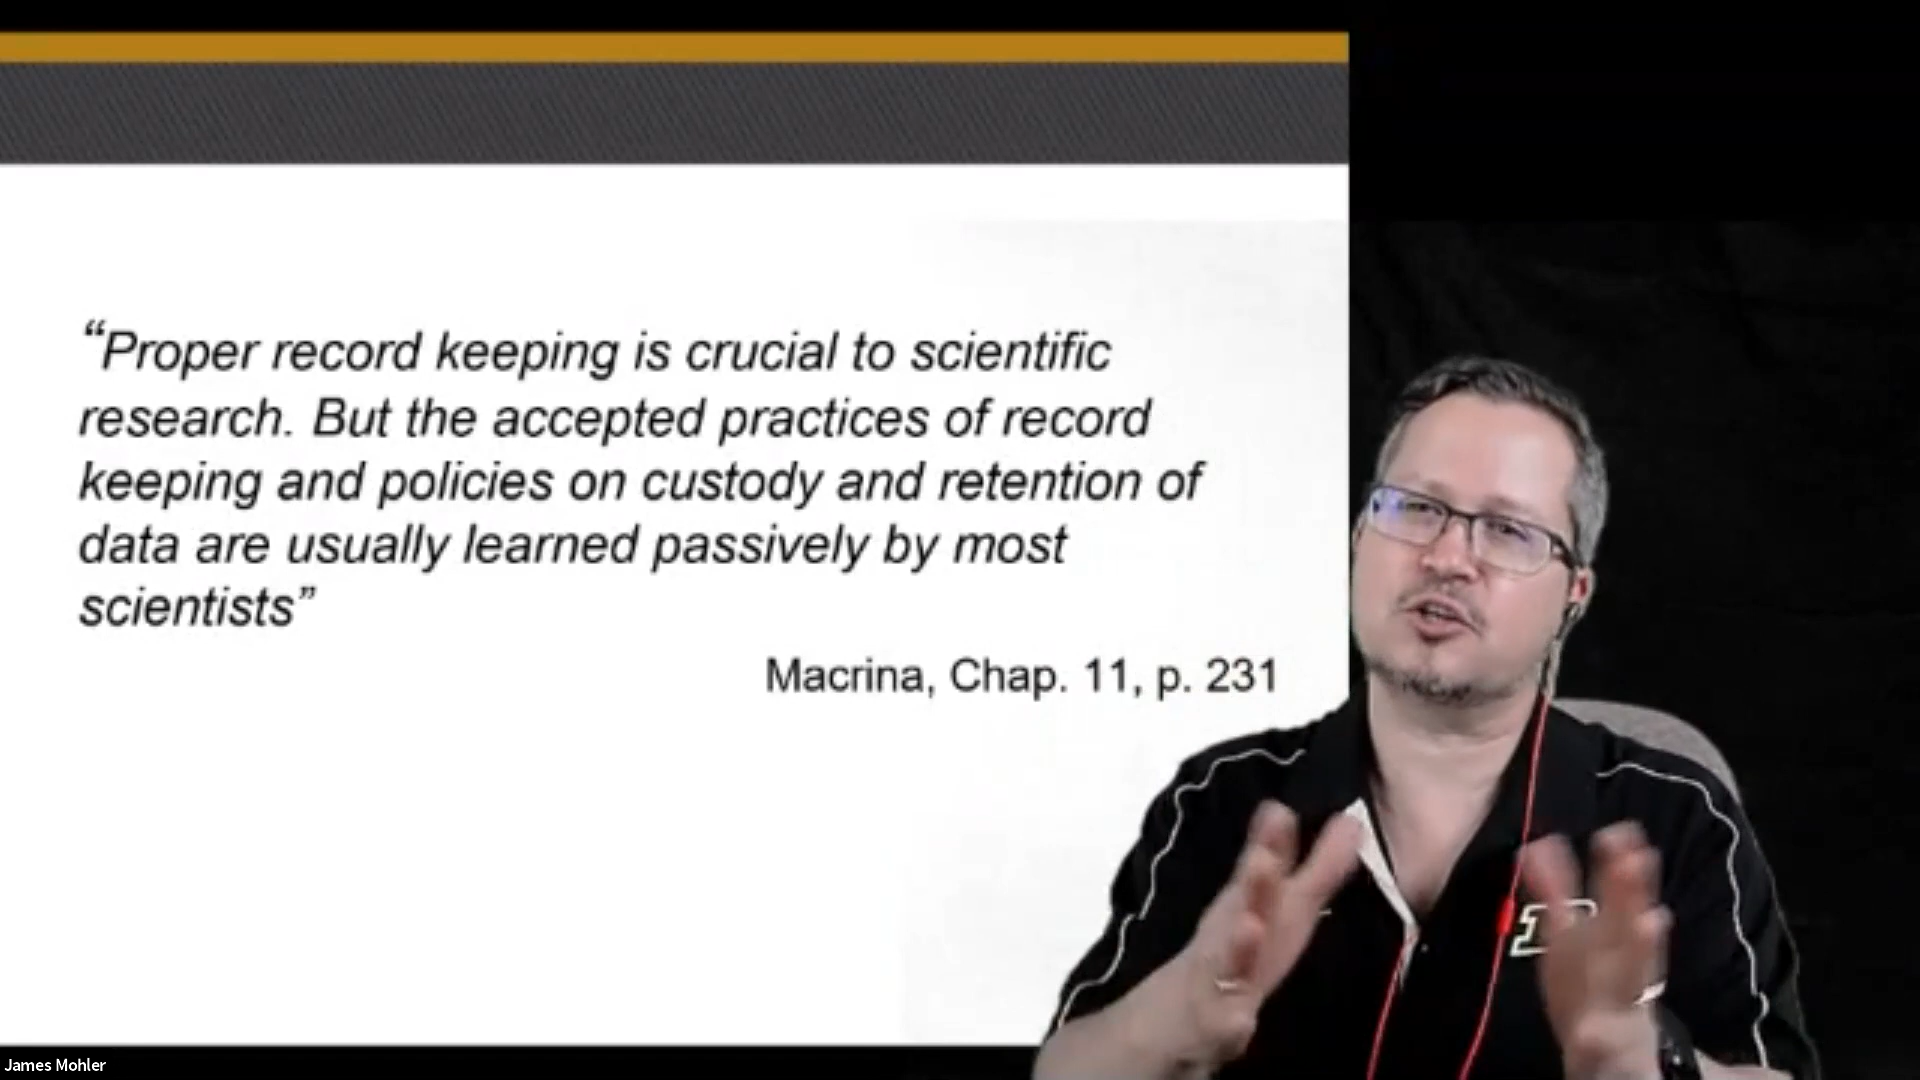 “Proper record keeping is crucial to scientific
research. But the accepted practices of record
keeping and policies on custody and retention of
data are usually learned passively by most
scientists”
Macrina, Chap. 11, p. 231
James Mohler